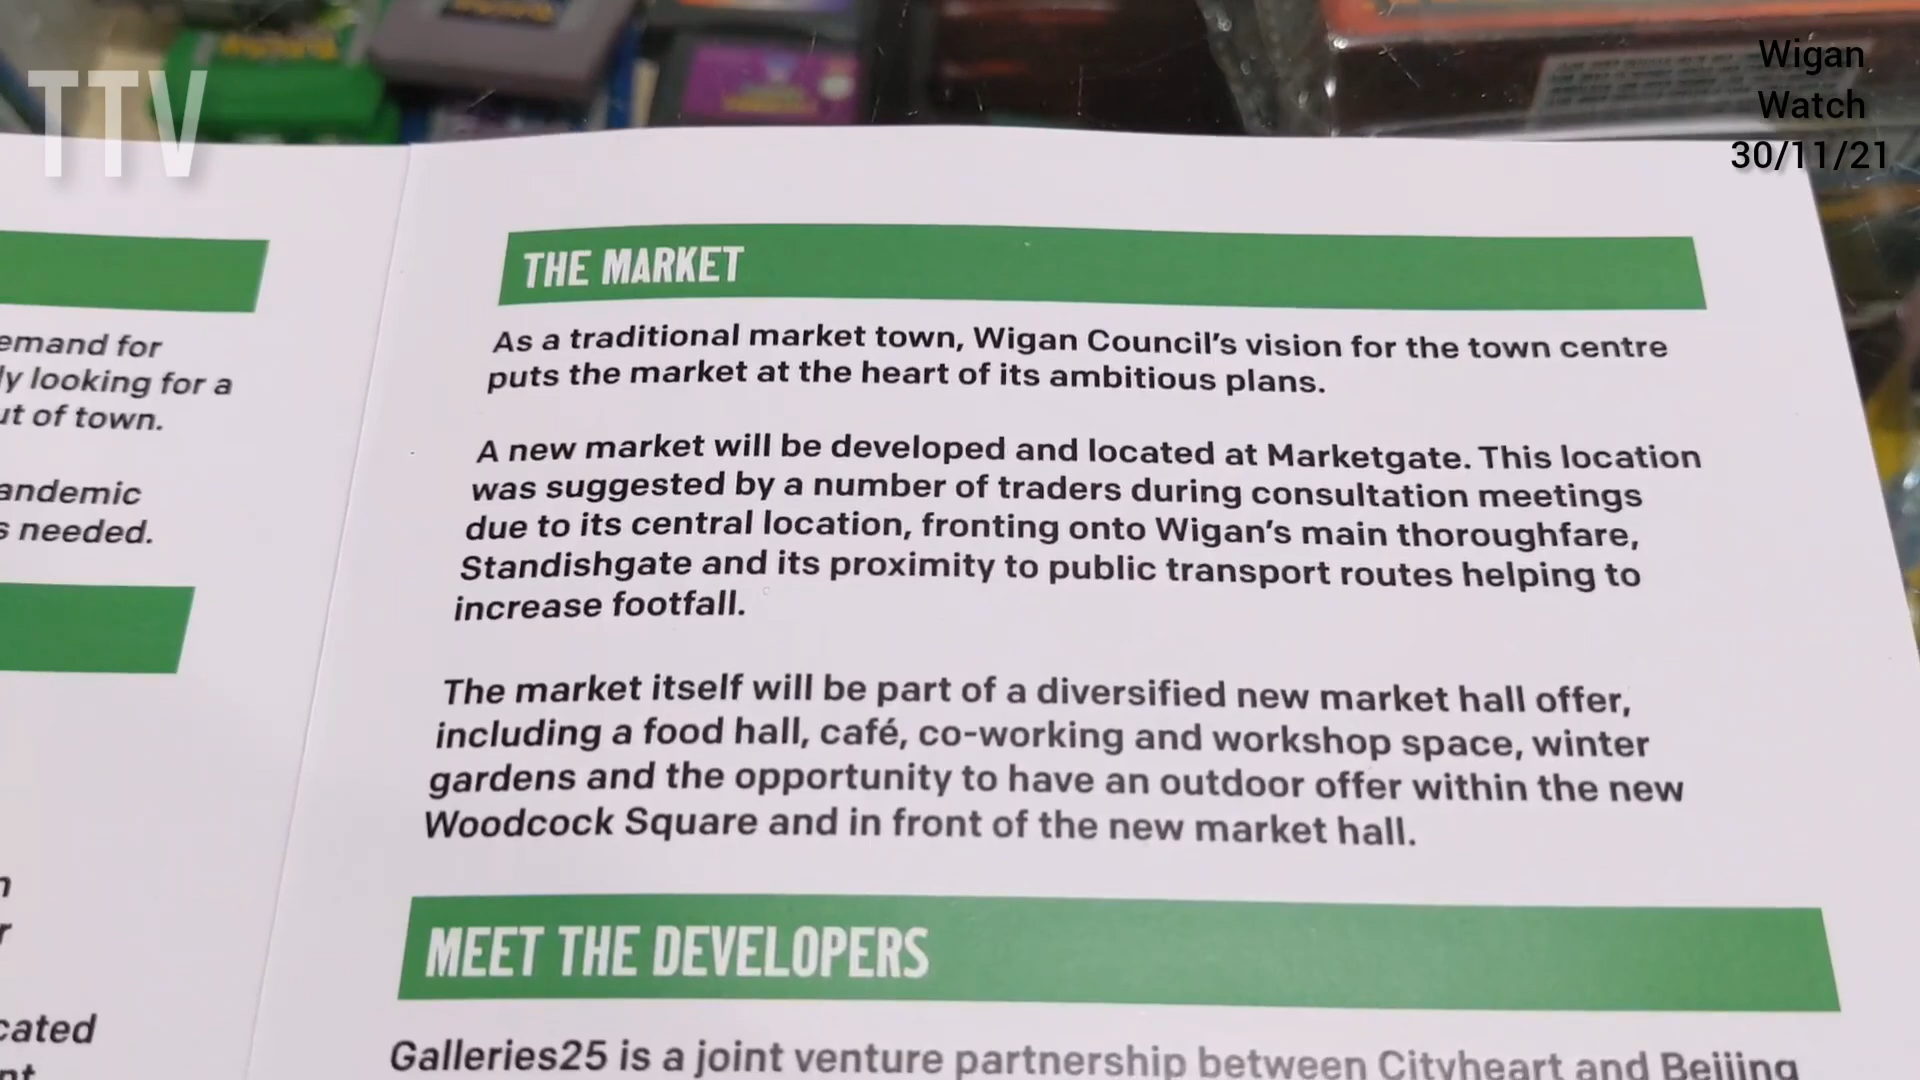 TTV
Wigan
Watch
30/11/21
emand for
ly looking for a
ut of town.
andemic
s needed.
n
r
cated
nt
THE MARKET
As a traditional market town, Wigan Council's vision for the town centre
puts the market at the heart of its ambitious plans.
A new market will be developed and located at Marketgate. This location
was suggested by a number of traders during consultation meetings
due to its central location, fronting onto Wigan's main thoroughfare,
Standishgate and its proximity to public transport routes helping to
increase footfall.
The market itself will be part of a diversified new market hall offer,
including a food hall, café, co-working and workshop space, winter
gardens and the opportunity to have an outdoor offer within the new
Woodcock Square and in front of the new market hall.
MEET THE DEVELOPERS
Galleries25 is a joint venture partnership between Cityheart and Beijing